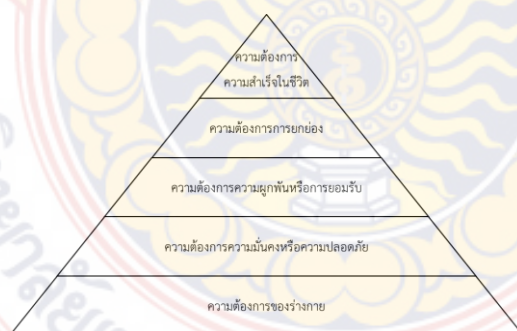 ความต้องการ
ความสำเร็จในชีวิต
ความต้องการการยกย่อง
ความต้องการความผูกพันหรือการยอมรับ
ความต้องการความมั่นคงหรือความปลอดภัย
ความต้องการของร่างกาย